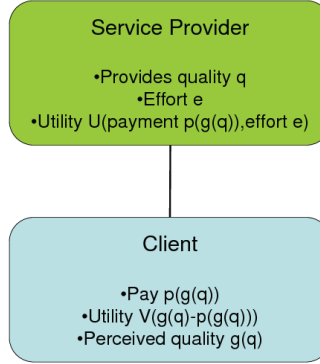 Service Provider
•Provides quality q
•Effort e
•Utility U(payment p(g(q)),effort e)
Client
•Pay p(g(q))
•Utility V(g(q)-p(g(q)))
•Perceived quality g(q)